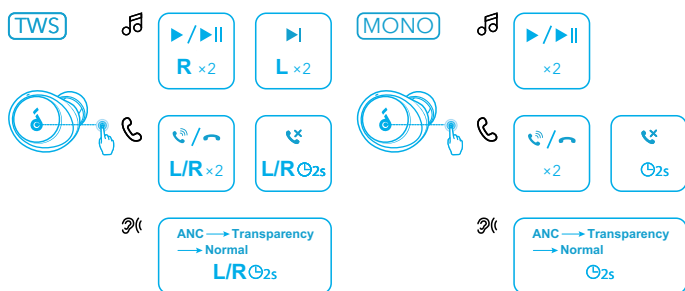 TWS
R ×2
L ×2
L/R ×2
L/R 2s
ANC → Transparency
→ Normal
L/R 2s
MONO
×2
×2
2s
ANC → Transparency
→ Normal
2s